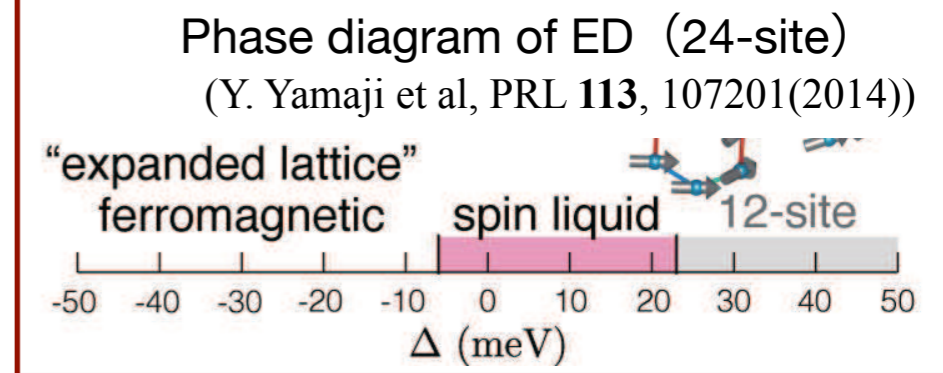 Phase diagram of ED（24-site）
(Y. Yamaji et al, PRL 113, 107201(2014))
“expanded lattice”
ferromagnetic spin liquid 12-site
-50 -40 -30 -20 -10 0 10 20 30 40 50
Δ (meV)